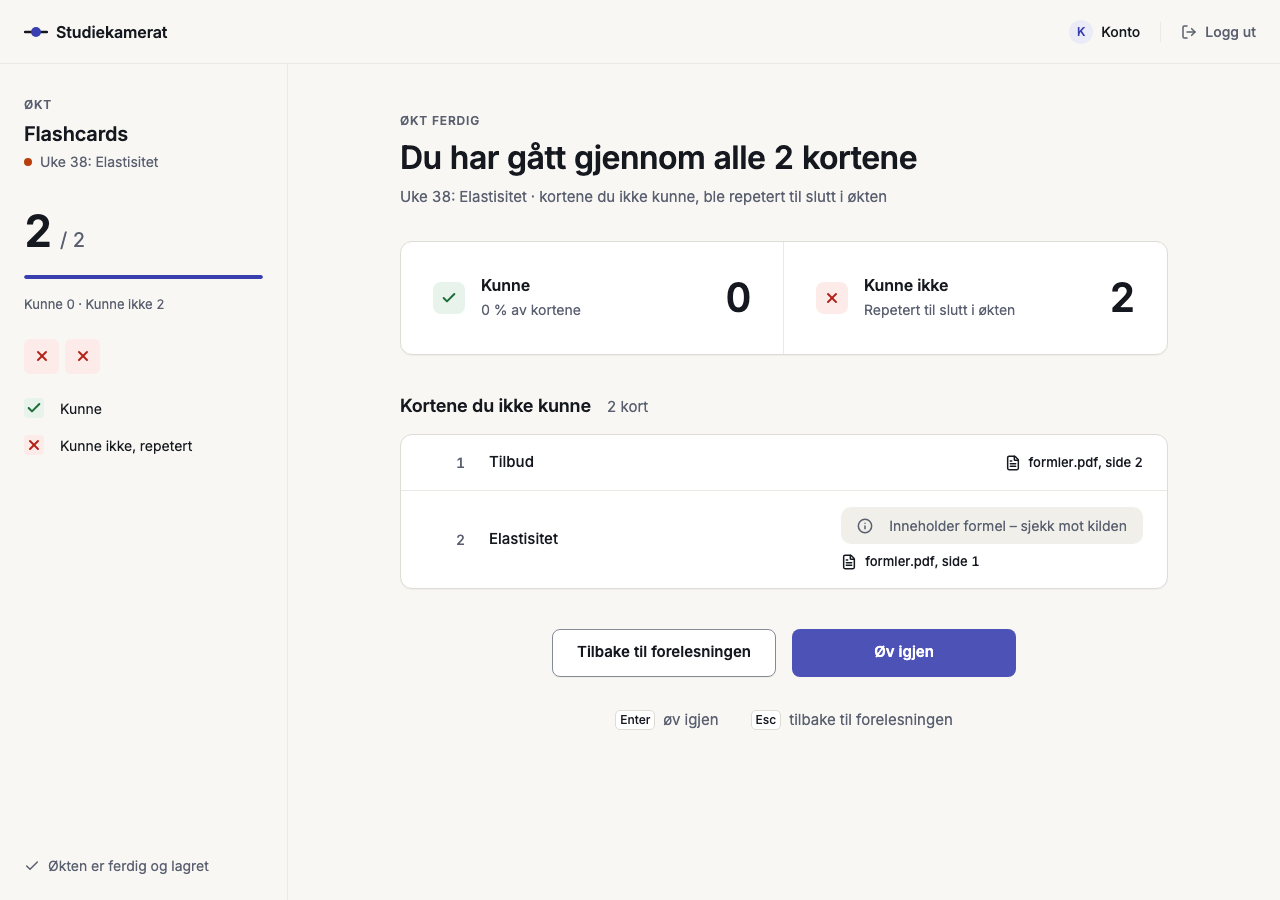 Studiekamerat
K Konto
Logg ut
ØKT
Flashcards
Uke 38: Elastisitet
2 / 2
Kunne 0 · Kunne ikke 2
Kunne
Kunne ikke, repetert
Økten er ferdig og lagret
ØKT FERDIG
Du har gått gjennom alle 2 kortene
Uke 38: Elastisitet · kortene du ikke kunne, ble repetert til slutt i økten
Kunne
0 % av kortene
0
Kunne ikke
Repetert til slutt i økten
2
Kortene du ikke kunne 2 kort
1 Tilbud formler.pdf, side 2
2 Elastisitet
Inneholder formel – sjekk mot kilden
formler.pdf, side 1
Tilbake til forelesningen
Øv igjen
Enter øv igjen
Esc tilbake til forelesningen